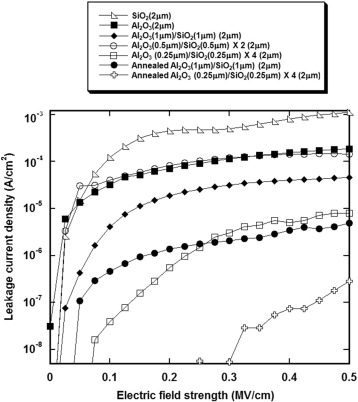 SiO₂(2μm)
Al₂O₃(2μm)
Al₂O₃(1μm)/SiO₂(1μm) (2μm)
Al₂O₃(0.5μm)/SiO₂(0.5μm) X 2 (2μm)
Al₂O₃ (0.25μm)/SiO₂(0.25μm) X 4 (2μm)
Annealed Al₂O₃(1μm)/SiO₂(1μm) (2μm)
Annealed Al₂O₃ (0.25μm)/SiO₂(0.25μm) X 4 (2μm)
Leakage current density (A/cm²)
10⁻³
10⁻⁴
10⁻⁵
10⁻⁶
10⁻⁷
10⁻⁸
0 0.1 0.2 0.3 0.4 0.5
Electric field strength (MV/cm)